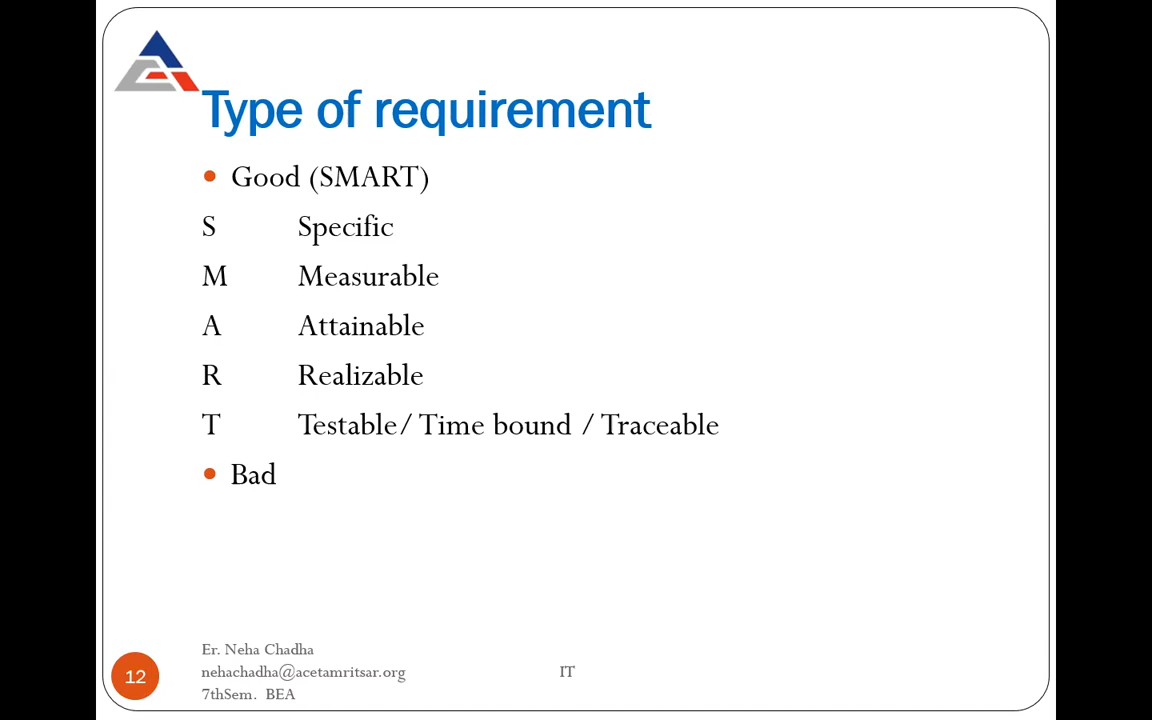 Type of requirement
Good (SMART)
S Specific
M Measurable
A Attainable
R Realizable
T Testable/ Time bound / Traceable
Bad
Er. Neha Chadha
nehachadha@acetamritsar.org
7thSem. BEA
IT
12